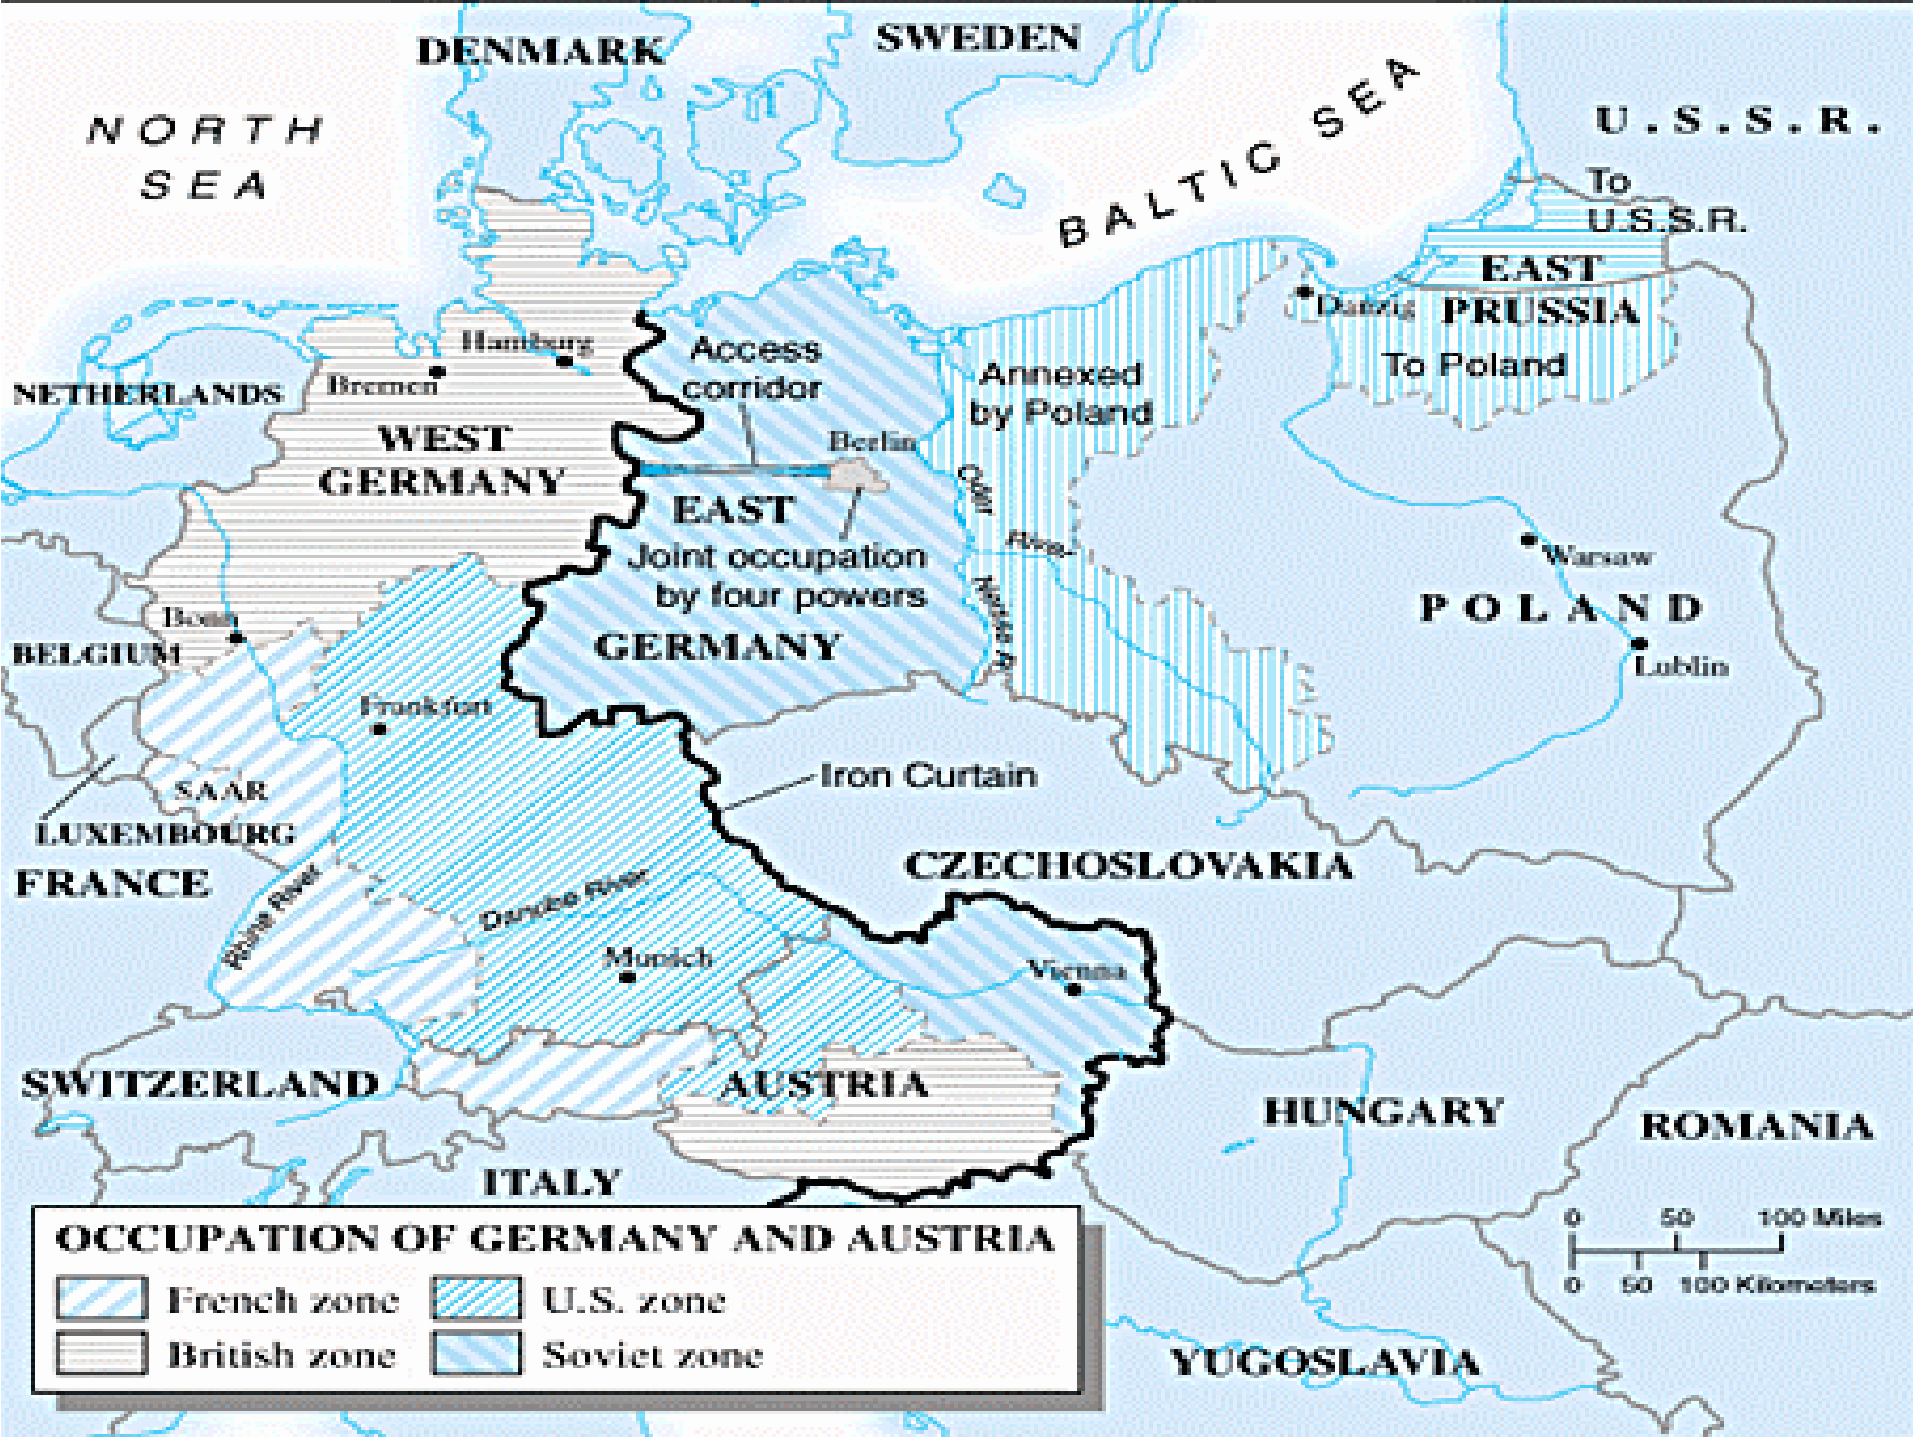 DENMARK
SWEDEN
NORTH
SEA
BALTIC SEA
U.S.S.R.
To
U.S.S.R.
EAST
PRUSSIA
To Poland
Danzig
Hamburg
Bremen
NETHERLANDS
WEST
GERMANY
Access
corridor
Berlin
Annexed
by Poland
EAST
Joint occupation
by four powers
GERMANY
Oder
River
Neisse R.
Warsaw
POLAND
Lublin
Bonn
BELGIUM
Frankfurt
SAAR
LUXEMBOURG
FRANCE
Iron Curtain
CZECHOSLOVAKIA
Rhine River
Danube River
Munich
Vienna
SWITZERLAND
AUSTRIA
HUNGARY
ROMANIA
ITALY
YUGOSLAVIA
0 50 100 Miles
0 50 100 Kilometers
OCCUPATION OF GERMANY AND AUSTRIA
French zone
U.S. zone
British zone
Soviet zone